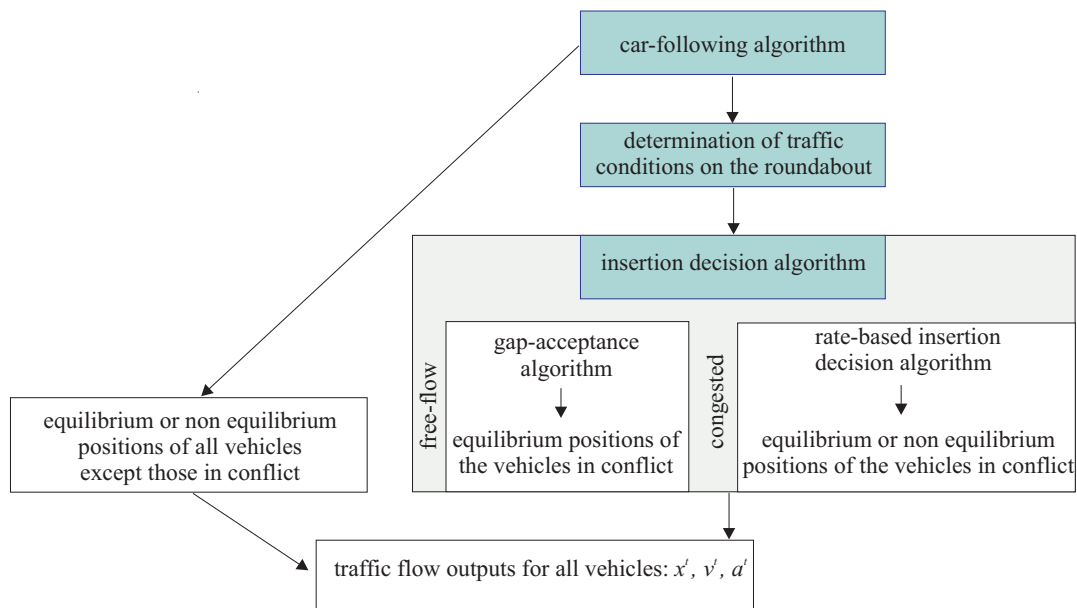 car-following algorithm
determination of traffic
conditions on the roundabout
insertion decision algorithm
free-flow
gap-acceptance
algorithm
equilibrium positions of
the vehicles in conflict
congested
rate-based insertion
decision algorithm
equilibrium or non equilibrium
positions of the vehicles in conflict
equilibrium or non equilibrium
positions of all vehicles
except those in conflict
traffic flow outputs for all vehicles: xᵗ, vᵗ, aᵗ